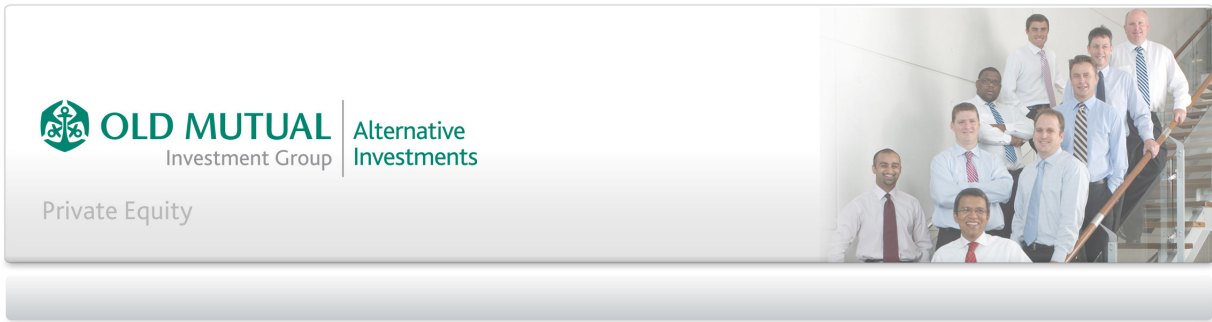 OLD MUTUAL
Investment Group
Alternative
Investments
Private Equity